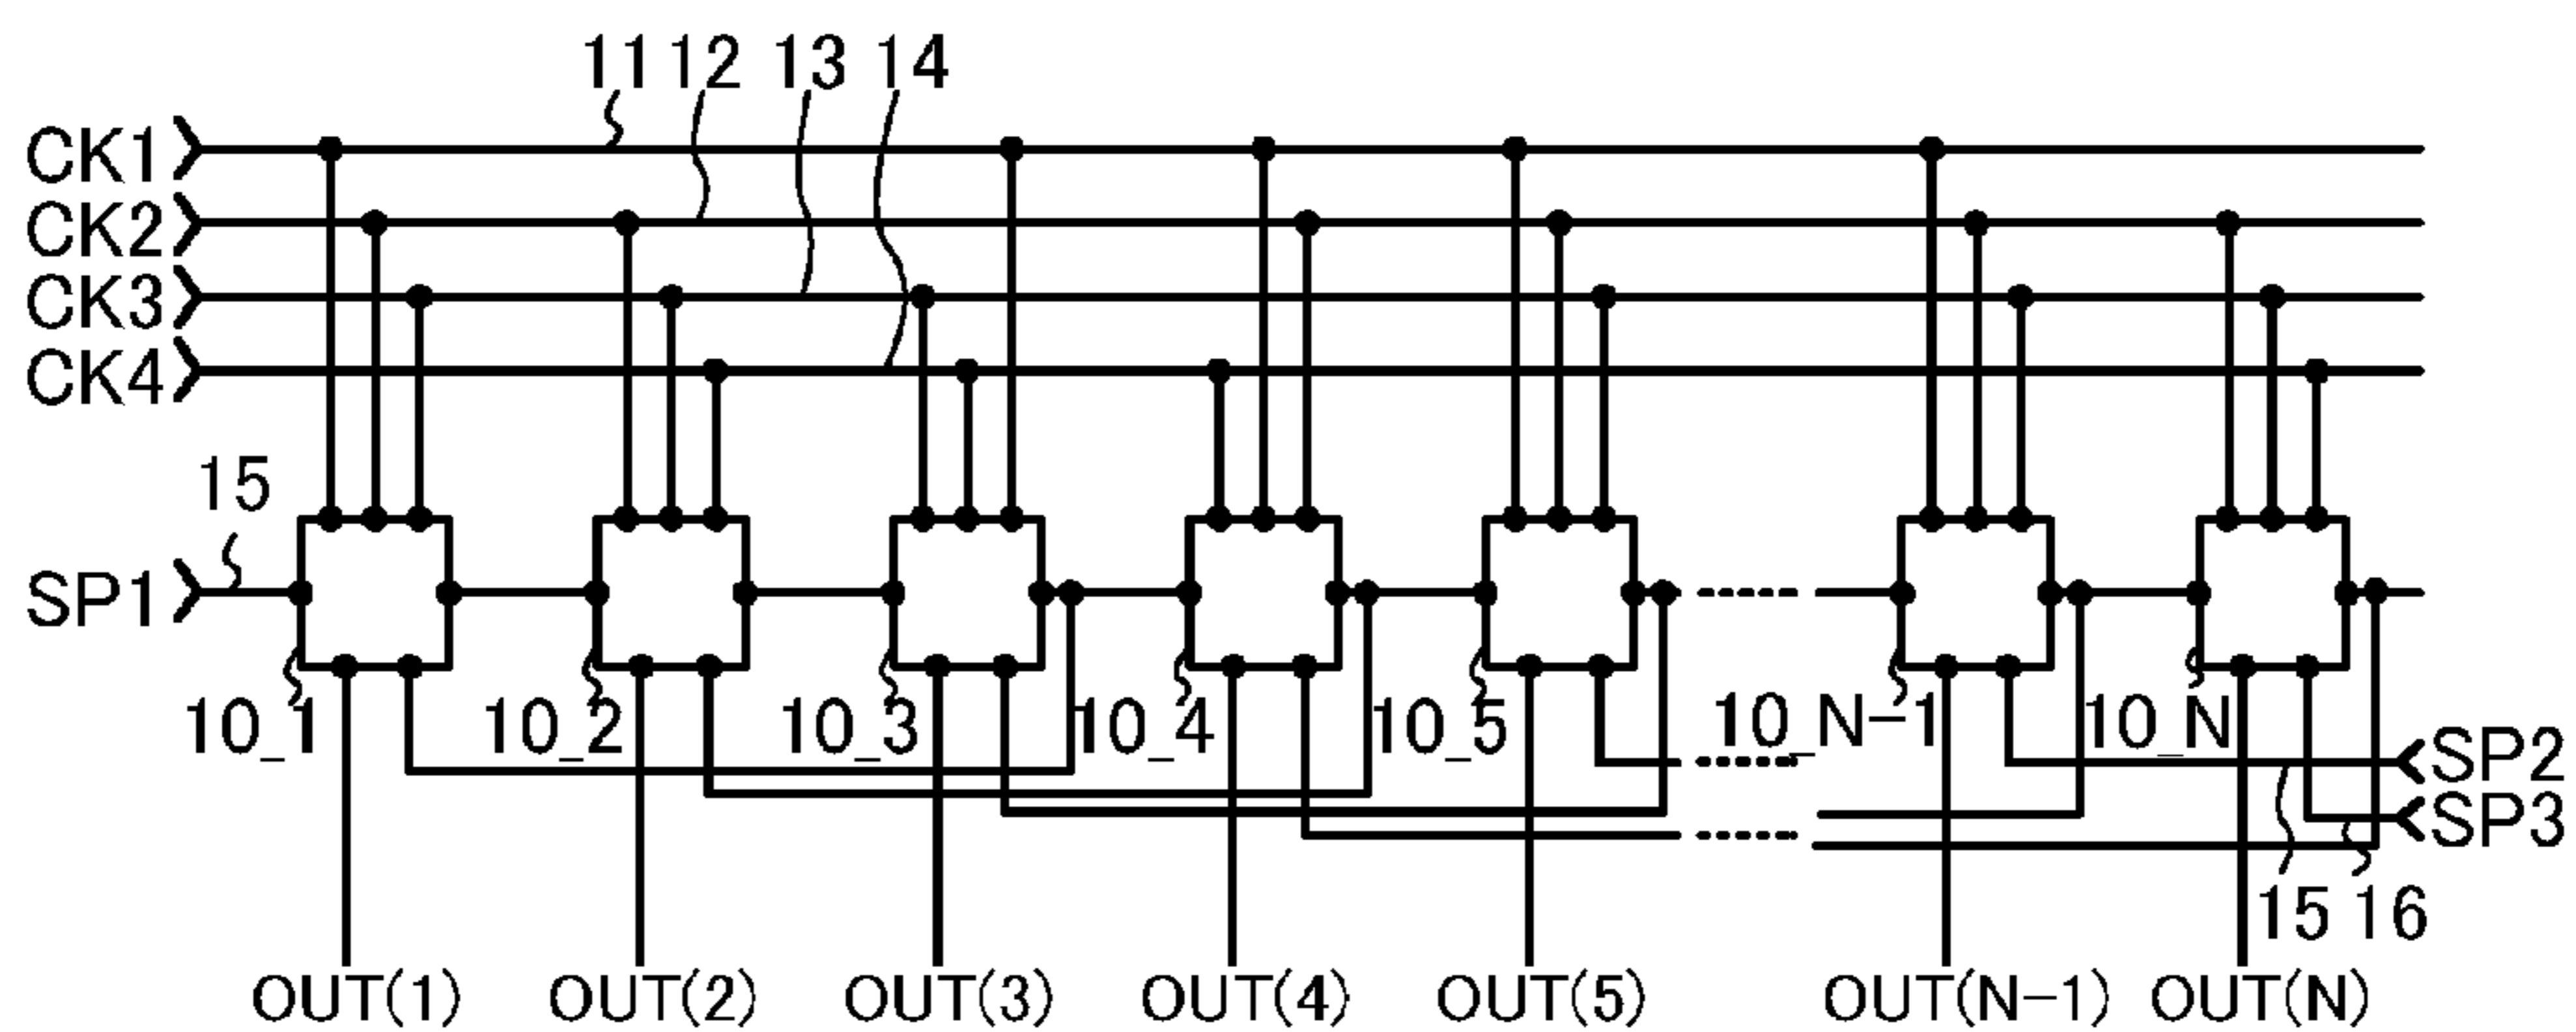 11 12 13 14
CK1
CK2
CK3
CK4
15
SP1
10_1 10_2 10_3 10_4 10_5 10_N-1 10_N
SP2
SP3
15 16
OUT(1) OUT(2) OUT(3) OUT(4) OUT(5) OUT(N-1) OUT(N)